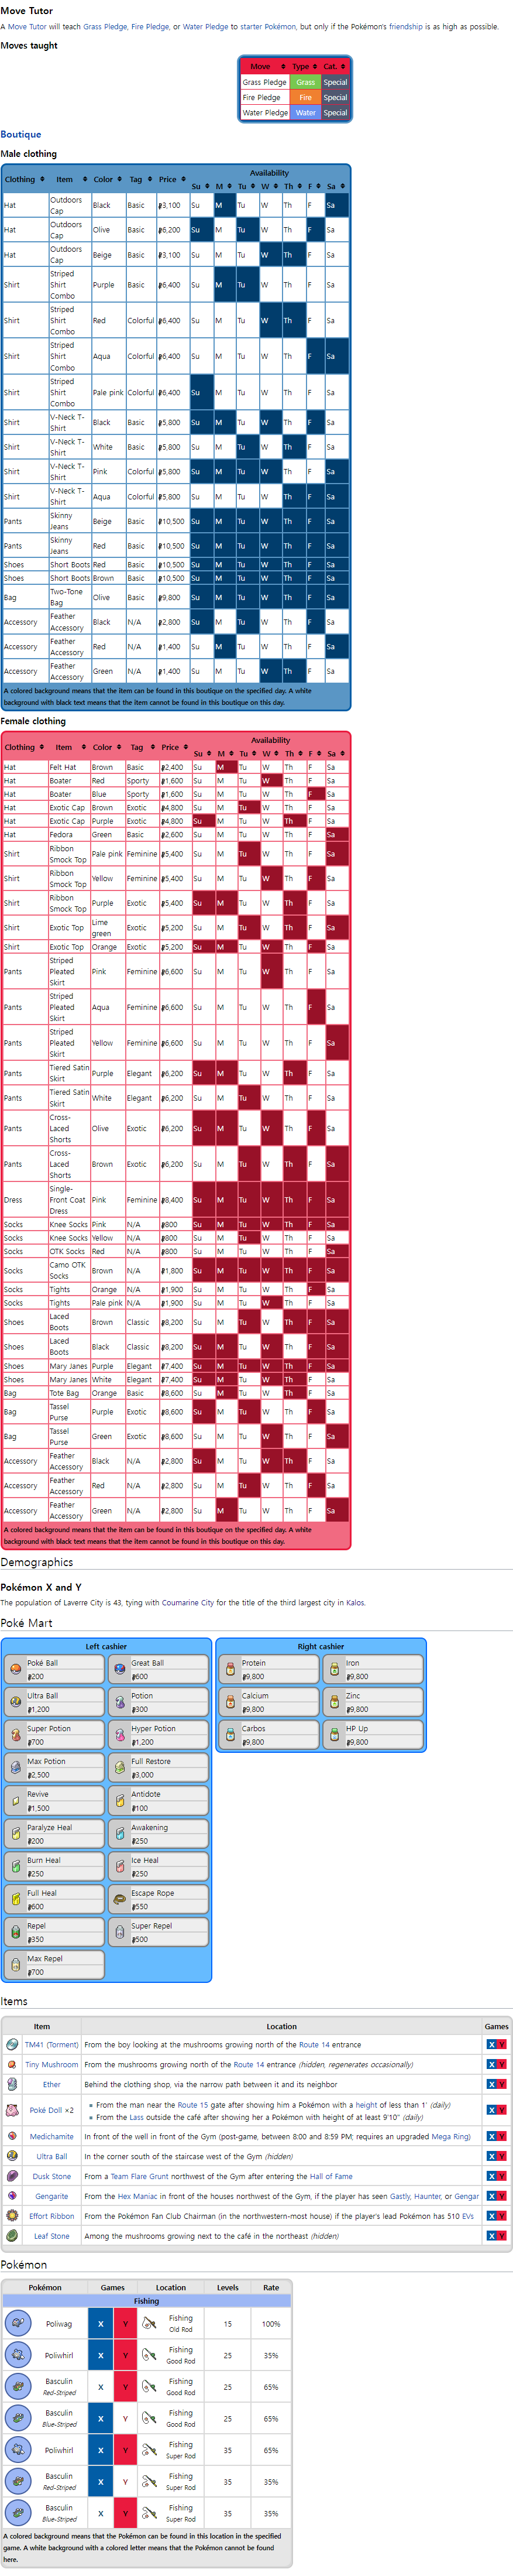 Move Tutor
A Move Tutor will teach Grass Pledge, Fire Pledge, or Water Pledge to starter Pokémon, but only if the Pokémon's friendship is as high as possible.
Moves taught
Move Type Cat.
Grass Pledge Grass Special
Fire Pledge Fire Special
Water Pledge Water Special
Boutique
Male clothing
Clothing Item Color Tag Price Availability
Su M Tu W Th F Sa
Hat Outdoors Cap Black Basic 3,100 Su M Tu W Th F Sa
Hat Outdoors Cap Olive Basic 6,200 Su M Tu W Th F Sa
Hat Outdoors Cap Beige Basic 3,100 Su M Tu W Th F Sa
Shirt Striped Shirt Combo Purple Basic 6,400 Su M Tu W Th F Sa
Shirt Striped Shirt Combo Red Colorful 6,400 Su M Tu W Th F Sa
Shirt Striped Shirt Combo Aqua Colorful 6,400 Su M Tu W Th F Sa
Shirt Striped Shirt Combo Pale pink Colorful 6,400 Su M Tu W Th F Sa
Shirt V-Neck T-Shirt Black Basic 5,800 Su M Tu W Th F Sa
Shirt V-Neck T-Shirt White Basic 5,800 Su M Tu W Th F Sa
Shirt V-Neck T-Shirt Pink Colorful 5,800 Su M Tu W Th F Sa
Shirt V-Neck T-Shirt Aqua Colorful 5,800 Su M Tu W Th F Sa
Pants Skinny Jeans Beige Basic 10,500 Su M Tu W Th F Sa
Pants Skinny Jeans Red Basic 10,500 Su M Tu W Th F Sa
Shoes Short Boots Red Basic 10,500 Su M Tu W Th F Sa
Shoes Short Boots Brown Basic 10,500 Su M Tu W Th F Sa
Bag Two-Tone Bag Olive Basic 9,800 Su M Tu W Th F Sa
Accessory Feather Accessory Black N/A 2,800 Su M Tu W Th F Sa
Accessory Feather Accessory Red N/A 1,400 Su M Tu W Th F Sa
Accessory Feather Accessory Green N/A 1,400 Su M Tu W Th F Sa
A colored background means that the item can be found in this boutique on the specified day. A white
background with black text means that the item cannot be found in this boutique on this day.
Female clothing
Clothing Item Color Tag Price Availability
Su M Tu W Th F Sa
Hat Felt Hat Brown Basic 2,400 Su M Tu W Th F Sa
Hat Boater Red Sporty 1,600 Su M Tu W Th F Sa
Hat Boater Blue Sporty 1,600 Su M Tu W Th F Sa
Hat Exotic Cap Brown Exotic 4,800 Su M Tu W Th F Sa
Hat Exotic Cap Purple Exotic 4,800 Su M Tu W Th F Sa
Hat Fedora Green Basic 2,600 Su M Tu W Th F Sa
Shirt Ribbon Smock Top Pale pink Feminine 5,400 Su M Tu W Th F Sa
Shirt Ribbon Smock Top Yellow Feminine 5,400 Su M Tu W Th F Sa
Shirt Ribbon Smock Top Purple Exotic 5,400 Su M Tu W Th F Sa
Shirt Exotic Top Lime green Exotic 5,200 Su M Tu W Th F Sa
Shirt Exotic Top Orange Exotic 5,200 Su M Tu W Th F Sa
Pants Striped Pleated Skirt Pink Feminine 6,600 Su M Tu W Th F Sa
Pants Striped Pleated Skirt Aqua Feminine 6,600 Su M Tu W Th F Sa
Pants Striped Pleated Skirt Yellow Feminine 6,600 Su M Tu W Th F Sa
Pants Tiered Satin Skirt Purple Elegant 6,200 Su M Tu W Th F Sa
Pants Tiered Satin Skirt White Elegant 6,200 Su M Tu W Th F Sa
Pants Cross-Laced Shorts Olive Exotic 6,200 Su M Tu W Th F Sa
Pants Cross-Laced Shorts Brown Exotic 6,200 Su M Tu W Th F Sa
Dress Single-Front Coat Dress Pink Feminine 8,400 Su M Tu W Th F Sa
Socks Knee Socks Pink N/A 800 Su M Tu W Th F Sa
Socks Knee Socks Yellow N/A 800 Su M Tu W Th F Sa
Socks OTK Socks Red N/A 800 Su M Tu W Th F Sa
Socks Camo OTK Socks Brown N/A 1,800 Su M Tu W Th F Sa
Socks Tights Orange N/A 1,900 Su M Tu W Th F Sa
Socks Tights Pale pink N/A 1,900 Su M Tu W Th F Sa
Shoes Laced Boots Brown Classic 8,200 Su M Tu W Th F Sa
Shoes Laced Boots Black Classic 8,200 Su M Tu W Th F Sa
Shoes Mary Janes Purple Elegant 7,400 Su M Tu W Th F Sa
Shoes Mary Janes White Elegant 7,400 Su M Tu W Th F Sa
Bag Tote Bag Orange Basic 8,600 Su M Tu W Th F Sa
Bag Tassel Purse Purple Exotic 8,600 Su M Tu W Th F Sa
Bag Tassel Purse Green Exotic 8,600 Su M Tu W Th F Sa
Accessory Feather Accessory Black N/A 2,800 Su M Tu W Th F Sa
Accessory Feather Accessory Red N/A 2,800 Su M Tu W Th F Sa
Accessory Feather Accessory Green N/A 2,800 Su M Tu W Th F Sa
A colored background means that the item can be found in this boutique on the specified day. A white
background with black text means that the item cannot be found in this boutique on this day.
Demographics
Pokémon X and Y
The population of Laverre City is 43, tying with Coumarine City for the title of the third largest city in Kalos.
Poké Mart
Left cashier
Poké Ball 200 Great Ball 600
Ultra Ball 1,200 Potion 300
Super Potion 700 Hyper Potion 1,200
Max Potion 2,500 Full Restore 3,000
Revive 1,500 Antidote 100
Paralyze Heal 200 Awakening 250
Burn Heal 250 Ice Heal 250
Full Heal 600 Escape Rope 550
Repel 350 Super Repel 500
Max Repel 700
Right cashier
Protein 9,800 Iron 9,800
Calcium 9,800 Zinc 9,800
Carbos 9,800 HP Up 9,800
Items
Item Location Games
TM41 (Torment) From the boy looking at the mushrooms growing north of the Route 14 entrance X Y
Tiny Mushroom From the mushrooms growing north of the Route 14 entrance (hidden, regenerates occasionally) X Y
Ether Behind the clothing shop, via the narrow path between it and its neighbor X Y
Poké Doll ×2 From the man near the Route 15 gate after showing him a Pokémon with a height of less than 1' (daily)
From the Lass outside the café after showing her a Pokémon with height of at least 9'10" (daily) X Y
Medichamite In front of the well in front of the Gym (post-game, between 8:00 and 8:59 PM; requires an upgraded Mega Ring) X Y
Ultra Ball In the corner south of the staircase west of the Gym (hidden) X Y
Dusk Stone From a Team Flare Grunt northwest of the Gym after entering the Hall of Fame X Y
Gengarite From the Hex Maniac in front of the houses northwest of the Gym, if the player has seen Gastly, Haunter, or Gengar X Y
Effort Ribbon From the Pokémon Fan Club Chairman (in the northwestern-most house) if the player's lead Pokémon has 510 EVs X Y
Leaf Stone Among the mushrooms growing next to the café in the northeast (hidden) X Y
Pokémon
Pokémon Games Location Levels Rate
Fishing
Poliwag X Y Fishing Old Rod 15 100%
Poliwhirl X Y Fishing Good Rod 25 35%
Basculin Red-Striped X Y Fishing Good Rod 25 65%
Basculin Blue-Striped X Y Fishing Good Rod 25 65%
Poliwhirl X Y Fishing Super Rod 35 65%
Basculin Red-Striped X Y Fishing Super Rod 35 35%
Basculin Blue-Striped X Y Fishing Super Rod 35 35%
A colored background means that the Pokémon can be found in this location in the specified
game. A white background with a colored letter means that the Pokémon cannot be found
here.